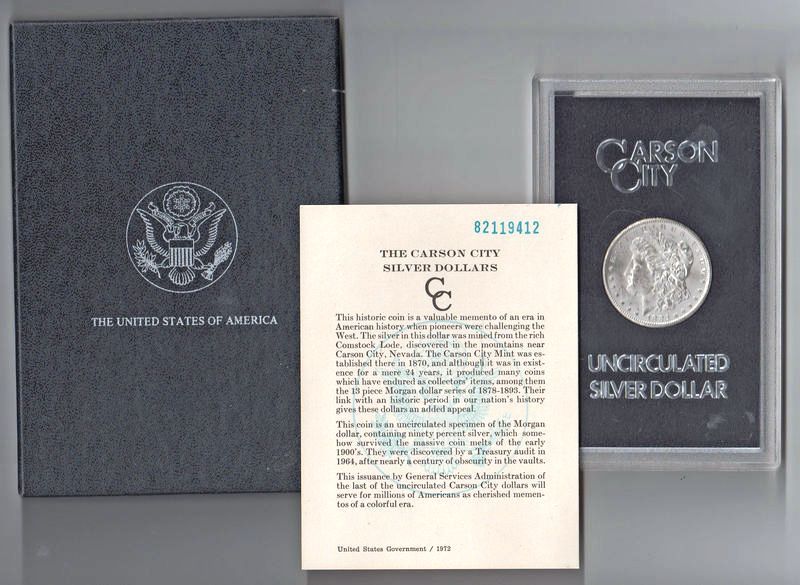 THE UNITED STATES OF AMERICA
82119412
THE CARSON CITY
SILVER DOLLARS
CC
This historic coin is a valuable memento of an era in
American history when pioneers were challenging the
West. The silver in this dollar was mined from the rich
Comstock Lode, discovered in the mountains near
Carson City, Nevada. The Carson City Mint was es-
tablished there in 1870, and although it was in exist-
ence for a mere 24 years, it produced many coins
which have endured as collectors' items, among them
the 13 piece Morgan dollar series of 1878-1893. Their
link with an historic period in our nation's history
gives these dollars an added appeal.
This coin is an uncirculated specimen of the Morgan
dollar, containing ninety percent silver, which some-
how survived the massive coin melts of the early
1900's. They were discovered by a Treasury audit in
1964, after nearly a century of obscurity in the vaults.
This issuance by General Services Administration of
the last of the uncirculated Carson City dollars will
serve for millions of Americans as cherished memen-
tos of a colorful era.
United States Government / 1972
CARSON
CITY
UNCIRCULATED
SILVER DOLLAR